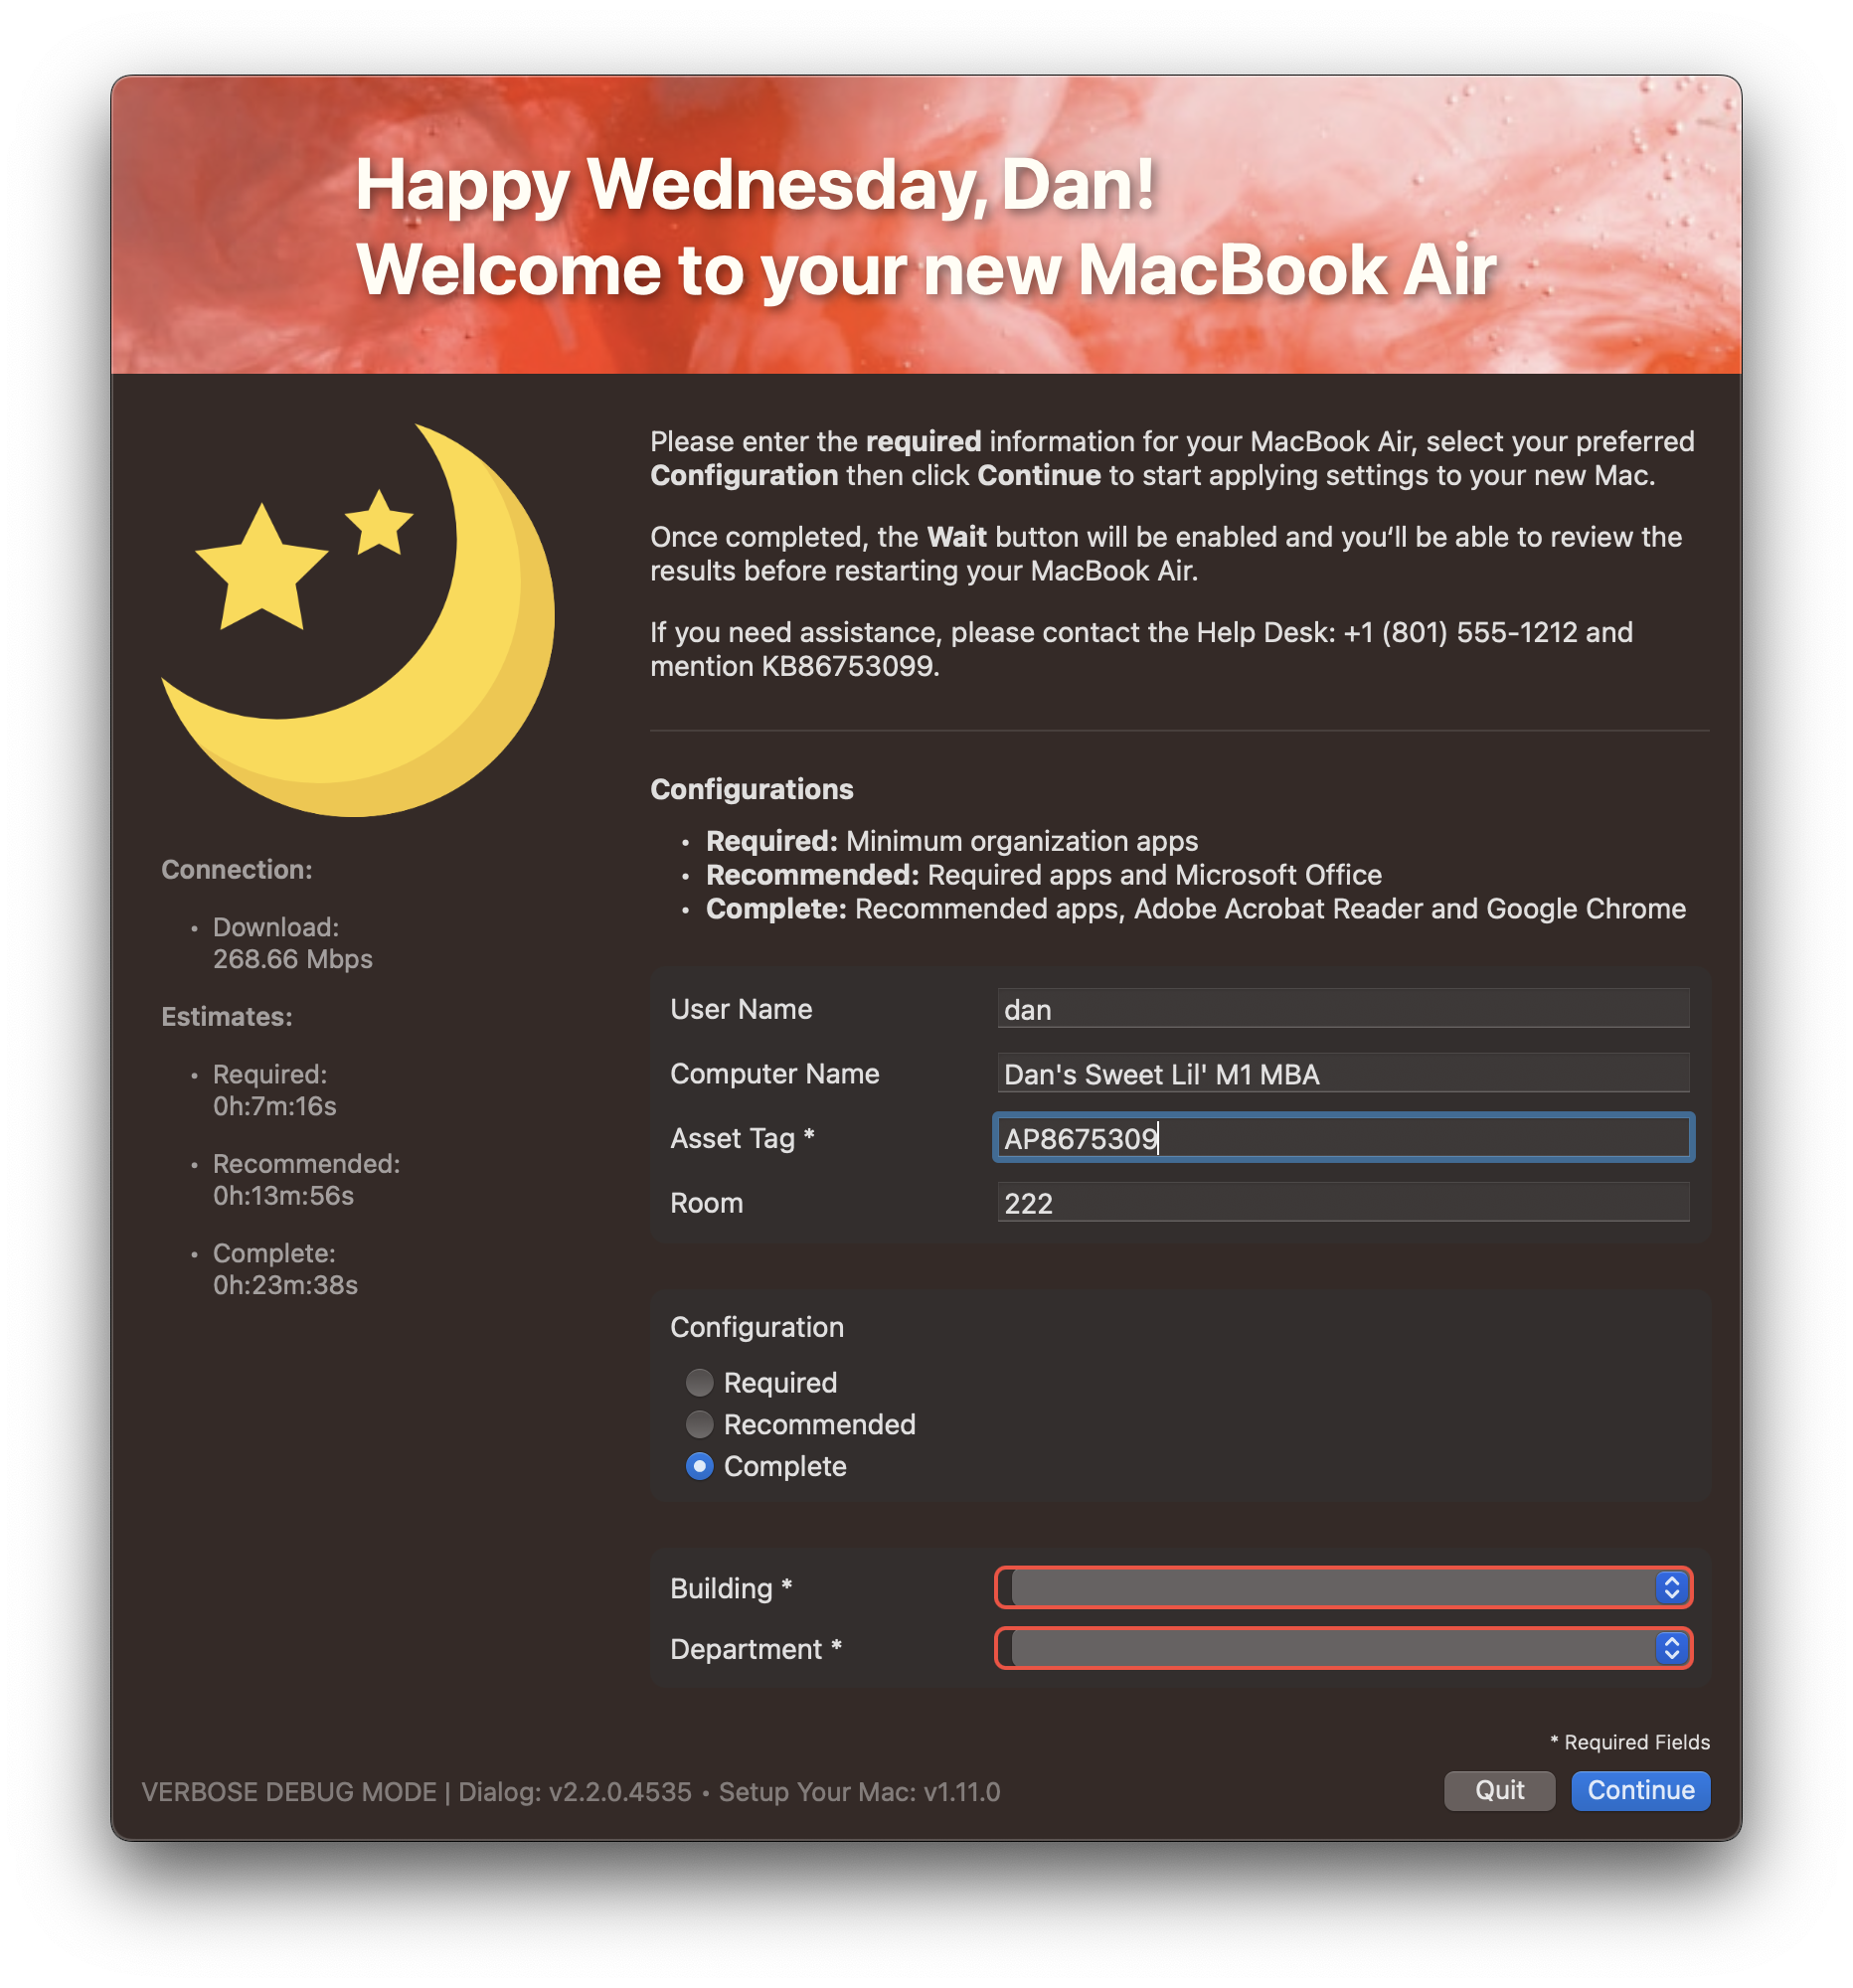 Happy Wednesday, Dan!
Welcome to your new MacBook Air
Please enter the required information for your MacBook Air, select your preferred
Configuration then click Continue to start applying settings to your new Mac.
Once completed, the Wait button will be enabled and you‘ll be able to review the
results before restarting your MacBook Air.
If you need assistance, please contact the Help Desk: +1 (801) 555-1212 and
mention KB86753099.
Connection:
• Download:
268.66 Mbps
Estimates:
• Required:
0h:7m:16s
• Recommended:
0h:13m:56s
• Complete:
0h:23m:38s
Configurations
• Required: Minimum organization apps
• Recommended: Required apps and Microsoft Office
• Complete: Recommended apps, Adobe Acrobat Reader and Google Chrome
User Name dan
Computer Name Dan's Sweet Lil' M1 MBA
Asset Tag * AP8675309
Room 222
Configuration
Required
Recommended
Complete
Building *
Department *
* Required Fields
VERBOSE DEBUG MODE | Dialog: v2.2.0.4535 • Setup Your Mac: v1.11.0
Quit Continue